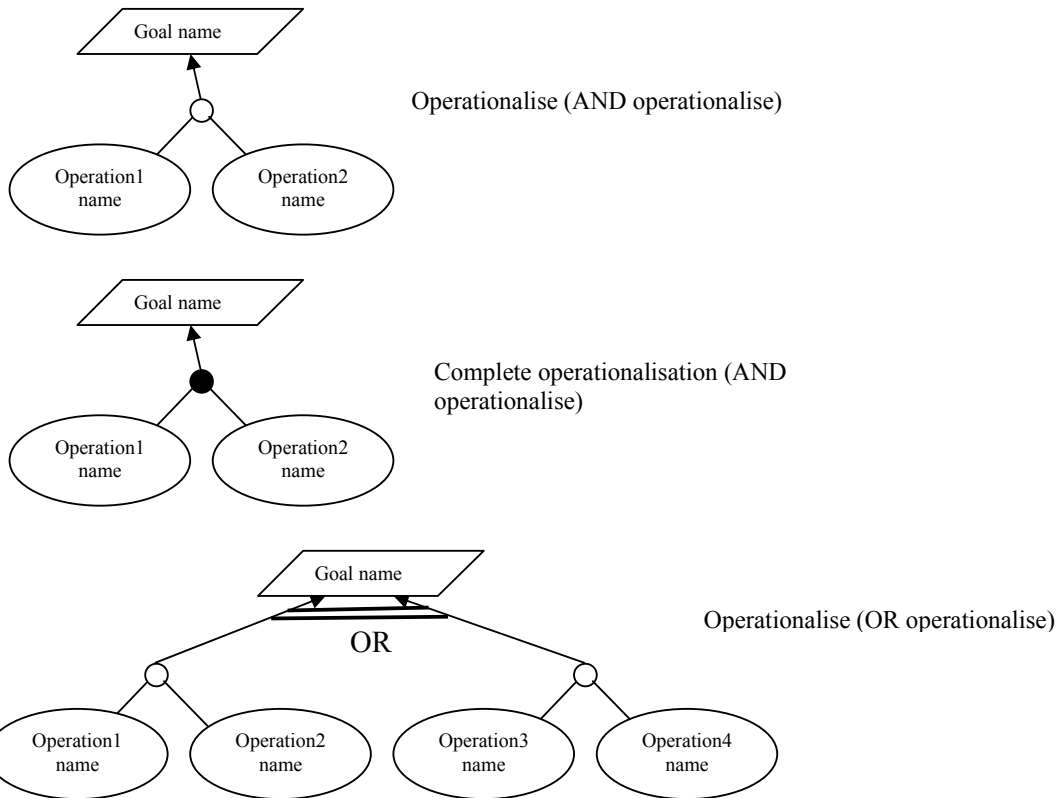 Goal name
Operationalise (AND operationalise)
Operation1
name
Operation2
name
Goal name
Complete operationalisation (AND
operationalise)
Operation1
name
Operation2
name
Goal name
Operationalise (OR operationalise)
OR
Operation1
name
Operation2
name
Operation3
name
Operation4
name